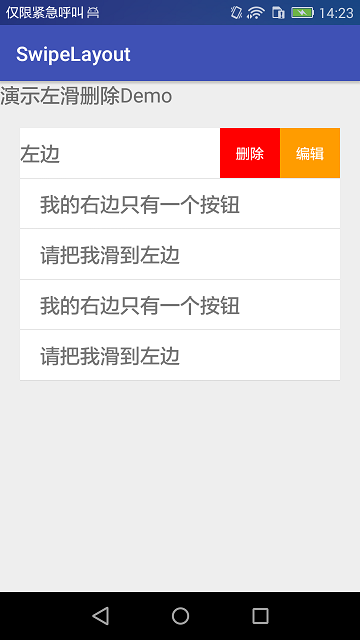 仅限紧急呼叫 14:23
SwipeLayout
演示左滑删除Demo
左边 删除 编辑
我的右边只有一个按钮
请把我滑到左边
我的右边只有一个按钮
请把我滑到左边